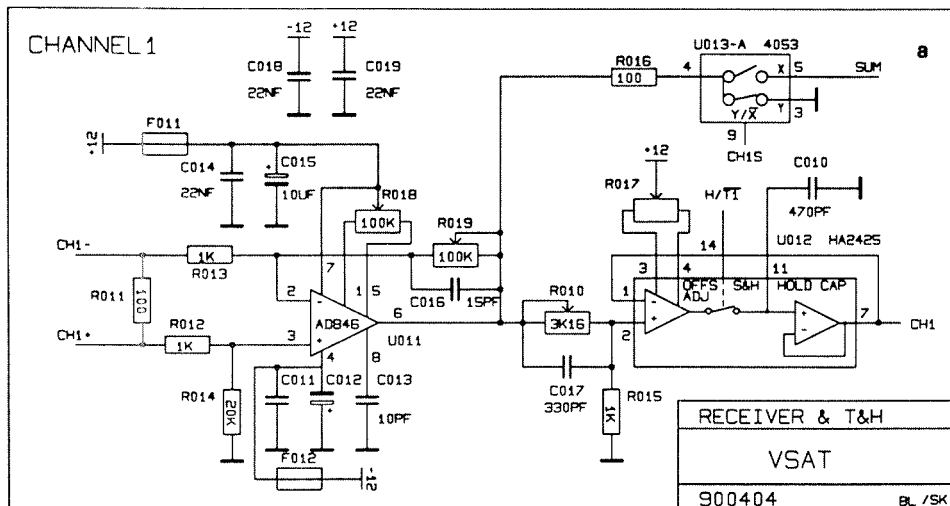 CHANNEL1
-12 +12
C018 C019
22NF 22NF
U013-A 4053
a
R016
100
4 X 5 SUM
Y 3
Y/X̅
9
CH1S
+12
F011
C014
22NF
+ C015
10UF
R018
100K
R019
100K
+12
R017
H/T̅1̅
C010
470PF
CH1-
1K
R013
7
14
U012 HA2425
R011
100
2 - 1 5
C016 15PF
R010
3K16
3 4 OFFS ADJ S&H 11 HOLD CAP
1 -
2 +
+
-
7
CH1
CH1+
R012
1K
3 +
AD846
6
U011
4 8
R014
20K
C011 C012 C013
+
10PF
C017
330PF
R015
1K
F012
-12
RECEIVER & T&H
VSAT
900404 BL/SK